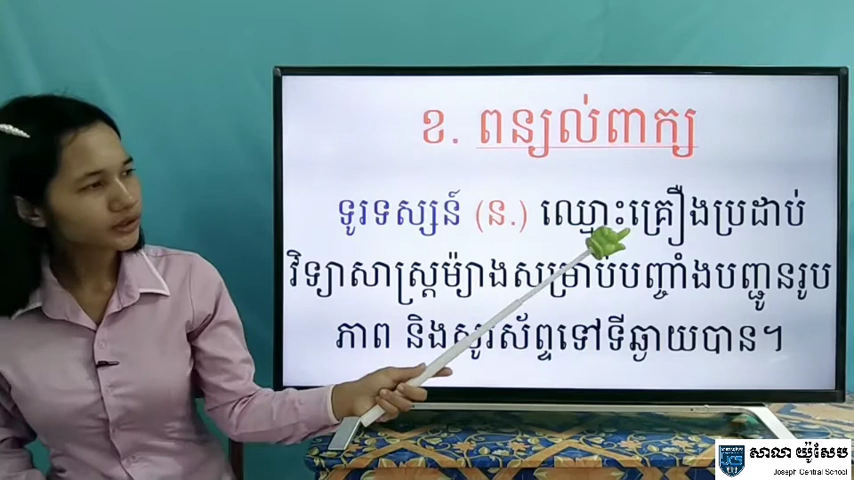 ខ. ពន្យល់ពាក្យ
ទូរទស្សន៍ (ន.) ឈ្មោះគ្រឿងប្រដាប់
វិទ្យាសាស្ត្រម៉្យាងសម្រាប់បញ្ចាំងបញ្ជូនរូប
ភាព និងសូរស័ព្ទទៅទីឆ្ងាយបាន។
JCS
សាលា យ៉ូសែប
Joseph Central School